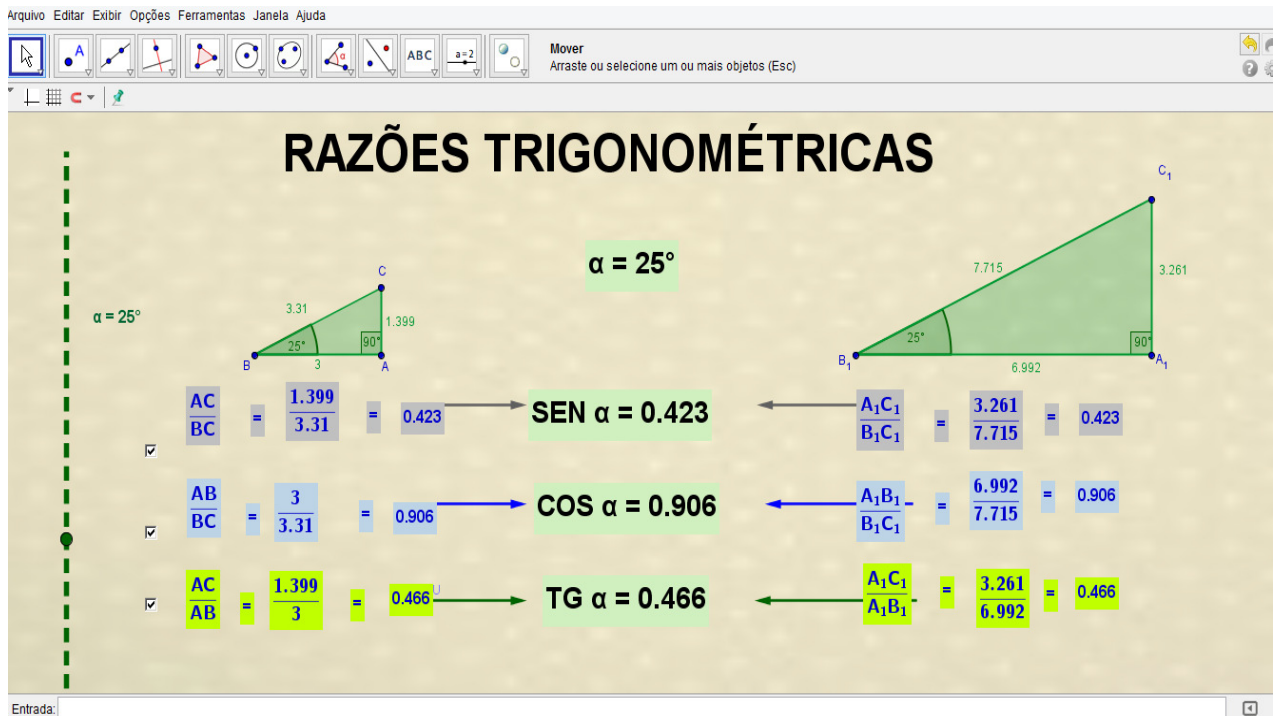 Arquivo Editar Exibir Opções Ferramentas Janela Ajuda
A
α
ABC
a=2
Mover
Arraste ou selecione um ou mais objetos (Esc)
RAZÕES TRIGONOMÉTRICAS
α = 25°
α = 25°
C
3.31
1.399
25°
90°
B
3
A
C₁
7.715
3.261
25°
90°
B₁
6.992
A₁
AC/BC = 1.399/3.31 = 0.423
SEN α = 0.423
A₁C₁/B₁C₁ = 3.261/7.715 = 0.423
AB/BC = 3/3.31 = 0.906
COS α = 0.906
A₁B₁/B₁C₁ = 6.992/7.715 = 0.906
AC/AB = 1.399/3 = 0.466
U
TG α = 0.466
A₁C₁/A₁B₁ = 3.261/6.992 = 0.466
Entrada: